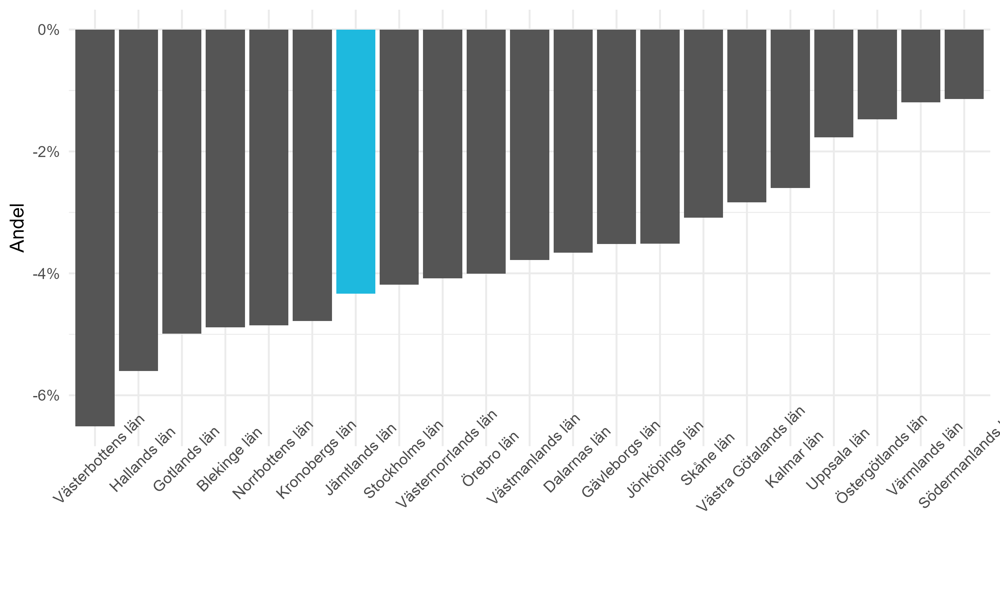 0%
-2%
-4%
-6%
Andel
Västerbottens län
Hallands län
Gotlands län
Blekinge län
Norrbottens län
Kronobergs län
Jämtlands län
Stockholms län
Västernorrlands län
Örebro län
Västmanlands län
Dalarnas län
Gävleborgs län
Jönköpings län
Skåne län
Västra Götalands län
Kalmar län
Uppsala län
Östergötlands län
Värmlands län
Södermanlands